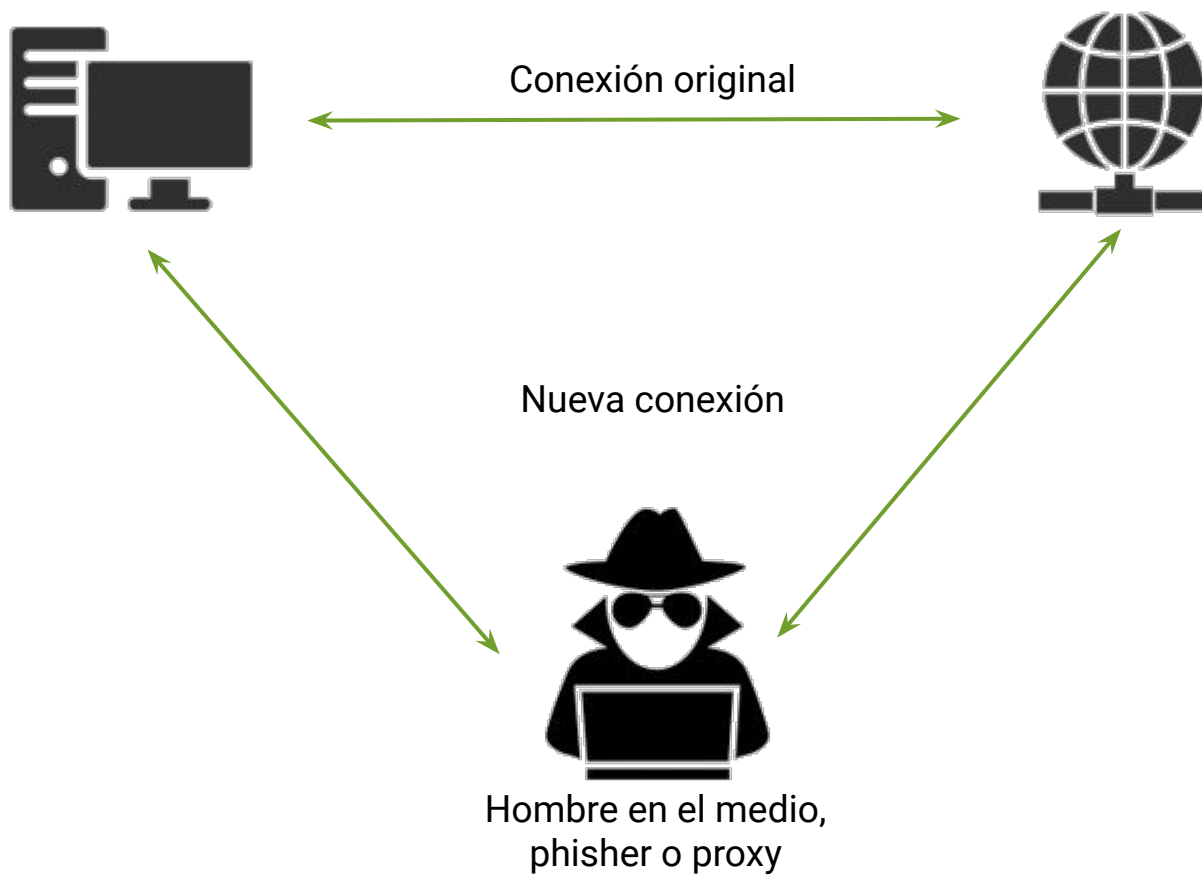 Conexión original
Nueva conexión
Hombre en el medio,
phisher o proxy